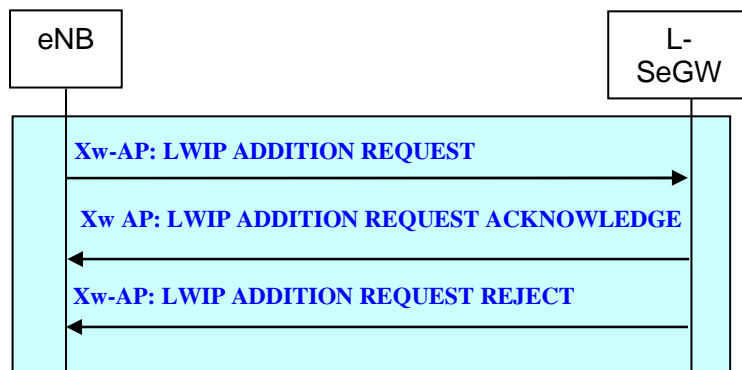 eNB
L-
SeGW
Xw-AP: LWIP ADDITION REQUEST
Xw AP: LWIP ADDITION REQUEST ACKNOWLEDGE
Xw-AP: LWIP ADDITION REQUEST REJECT